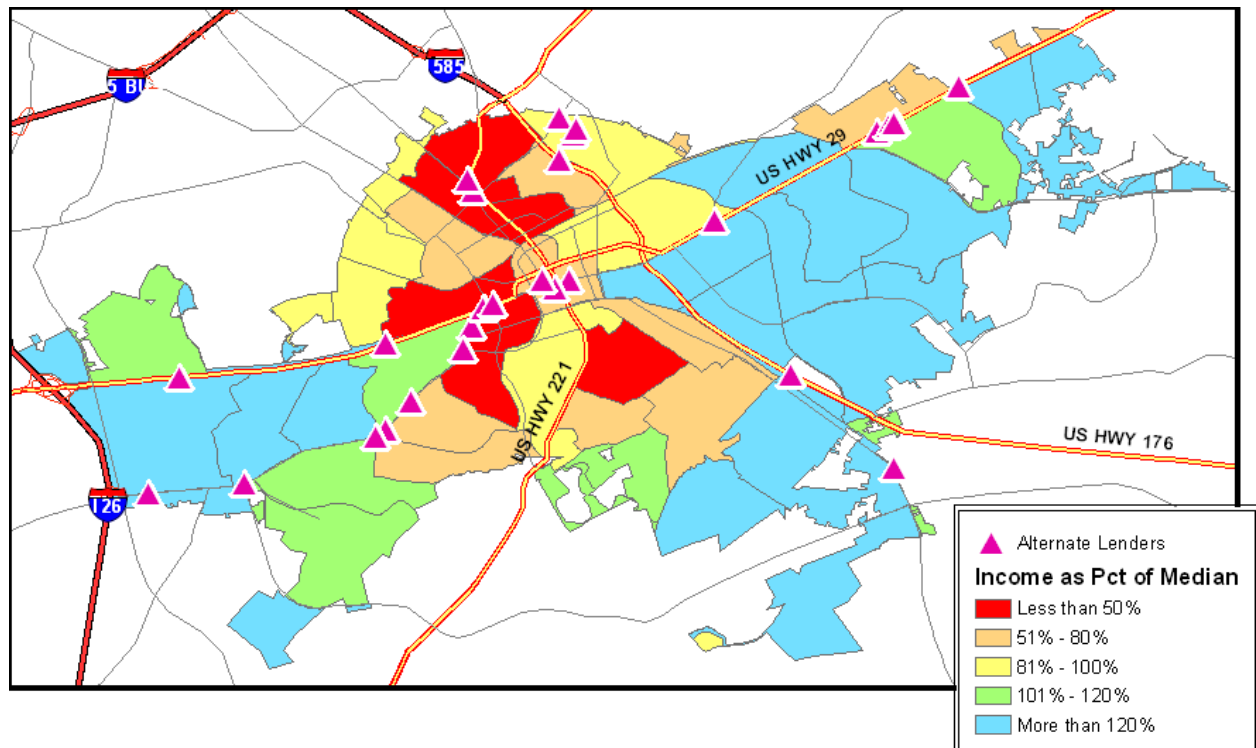 585
5 BU
US HWY 29
US HWY 221
US HWY 176
I 26
Alternate Lenders
Income as Pct of Median
Less than 50%
51% - 80%
81% - 100%
101% - 120%
More than 120%